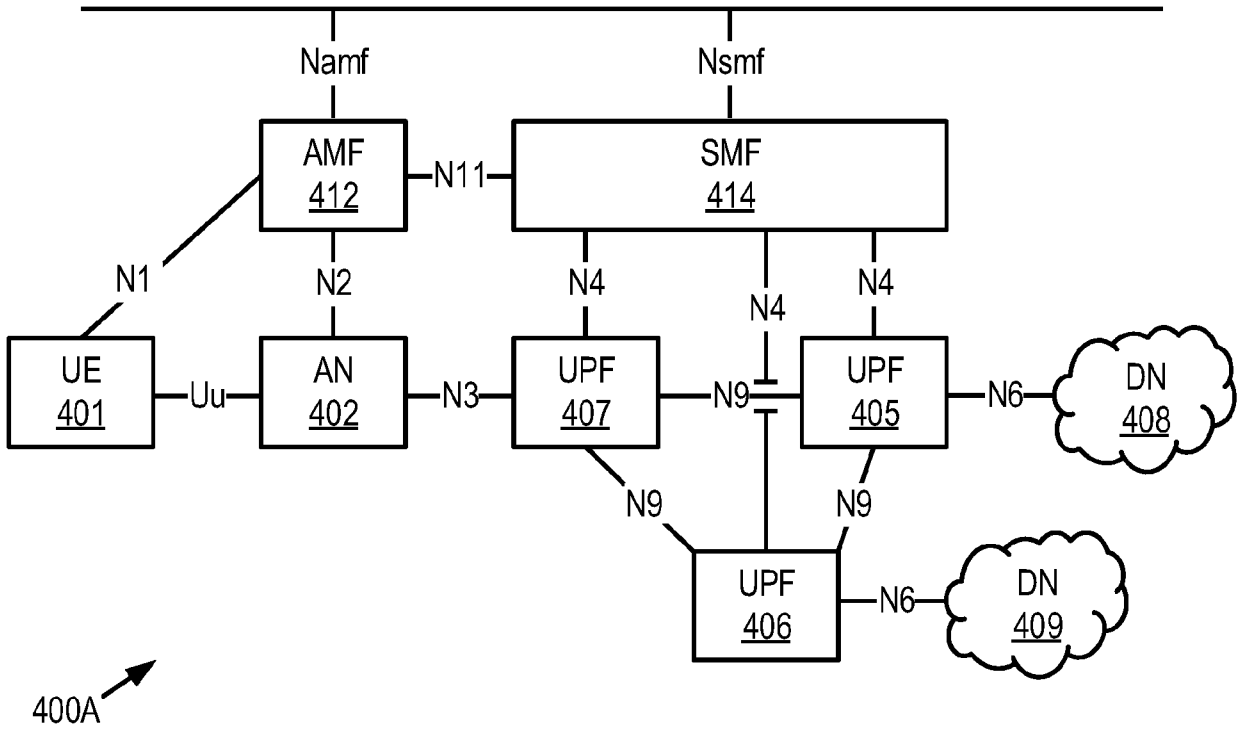 Namf
Nsmf
AMF
412
N11
SMF
414
N1
N2
N4
N4
N4
UE
401
Uu
AN
402
N3
UPF
407
N9
UPF
405
N6
DN
408
N9
N9
UPF
406
N6
DN
409
400A